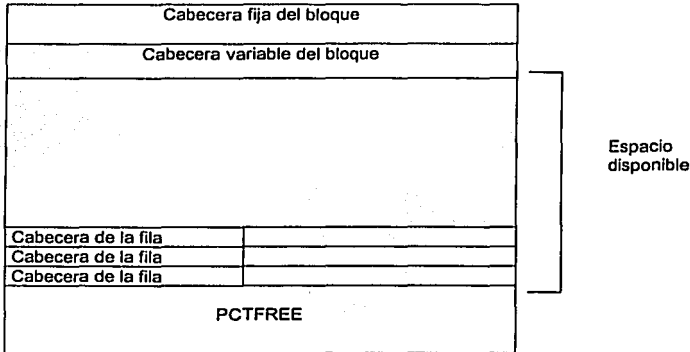 Cabecera fija del bloque
Cabecera variable del bloque
Espacio
disponible
Cabecera de la fila
Cabecera de la fila
Cabecera de la fila
PCTFREE